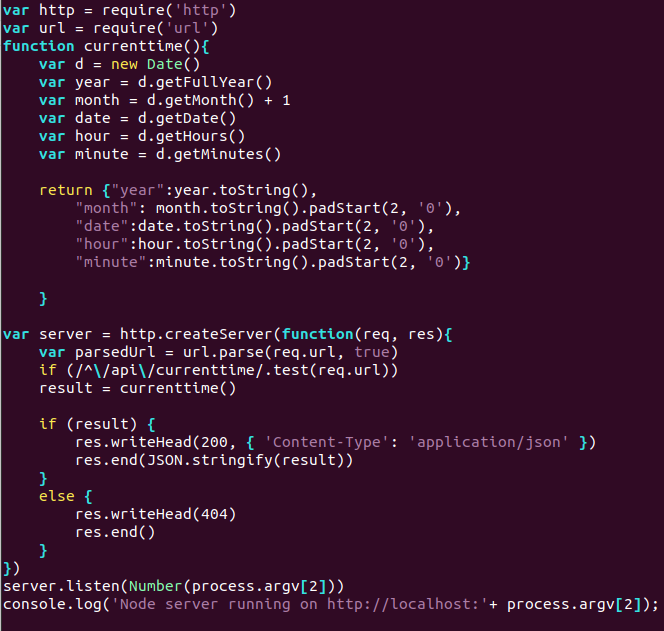 var http = require('http')
var url = require('url')
function currenttime(){
    var d = new Date()
    var year = d.getFullYear()
    var month = d.getMonth() + 1
    var date = d.getDate()
    var hour = d.getHours()
    var minute = d.getMinutes()

    return {"year":year.toString(),
        "month": month.toString().padStart(2, '0'),
        "date":date.toString().padStart(2, '0'),
        "hour":hour.toString().padStart(2, '0'),
        "minute":minute.toString().padStart(2, '0')}

    }

var server = http.createServer(function(req, res){
    var parsedUrl = url.parse(req.url, true)
    if (/^\/api\/currenttime/.test(req.url))
    result = currenttime()

    if (result) {
        res.writeHead(200, { 'Content-Type': 'application/json' })
        res.end(JSON.stringify(result))
    }
    else {
        res.writeHead(404)
        res.end()
    }
})
server.listen(Number(process.argv[2]))
console.log('Node server running on http://localhost:'+ process.argv[2]);